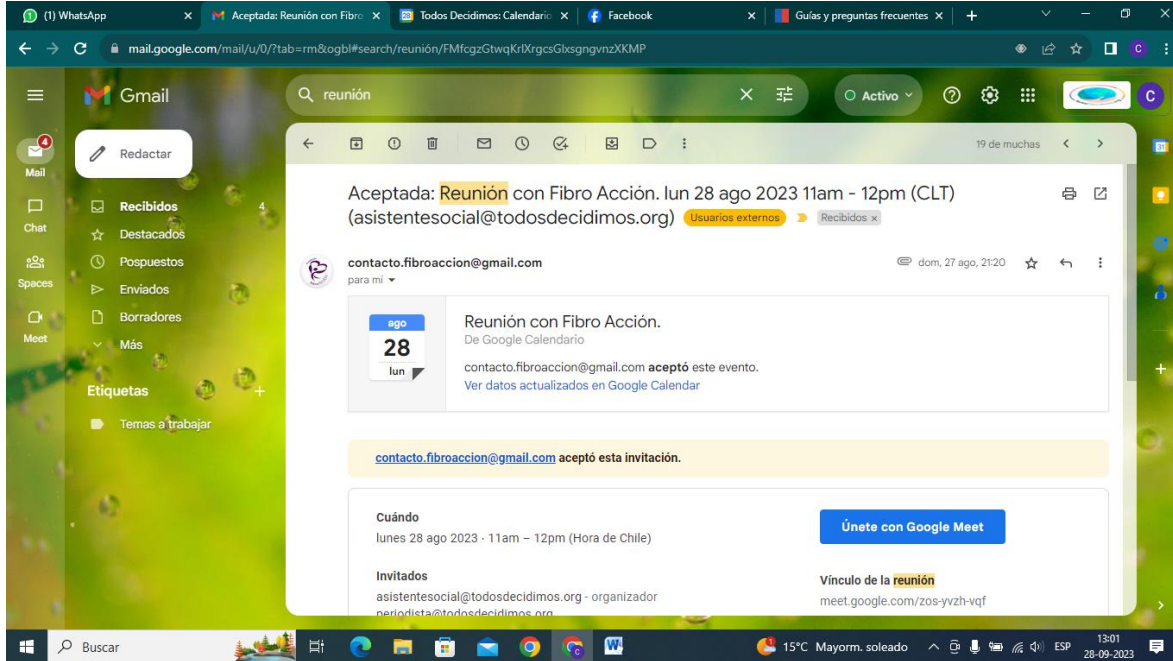 (1) WhatsApp
Aceptada: Reunión con Fibro
Todos Decidimos: Calendario
Facebook
Guías y preguntas frecuentes
mail.google.com/mail/u/0/?tab=rm&ogbl#search/reunión/FMfcgzGtwqKrlXrgcsGlxsgngvnzXKMP
C
Gmail
reunión
Activo
C
4
Mail
Redactar
19 de muchas
31
Chat
Recibidos 4
Destacados
Spaces
Pospuestos
Enviados
Meet
Borradores
Más
Etiquetas
Temas a trabajar
Aceptada: Reunión con Fibro Acción. lun 28 ago 2023 11am - 12pm (CLT)
(asistentesocial@todosdecidimos.org) Usuarios externos Recibidos x
contacto.fibroaccion@gmail.com dom, 27 ago, 21:20
para mi
ago
28
lun
Reunión con Fibro Acción.
De Google Calendario
contacto.fibroaccion@gmail.com aceptó este evento.
Ver datos actualizados en Google Calendar
contacto.fibroaccion@gmail.com aceptó esta invitación.
Cuándo
lunes 28 ago 2023 · 11am – 12pm (Hora de Chile)
Únete con Google Meet
Invitados
asistentesocial@todosdecidimos.org - organizador
periodista@todosdecidimos.org
Vínculo de la reunión
meet.google.com/zos-yvzh-vqf
Buscar
15°C Mayorm. soleado
ESP
13:01
28-09-2023